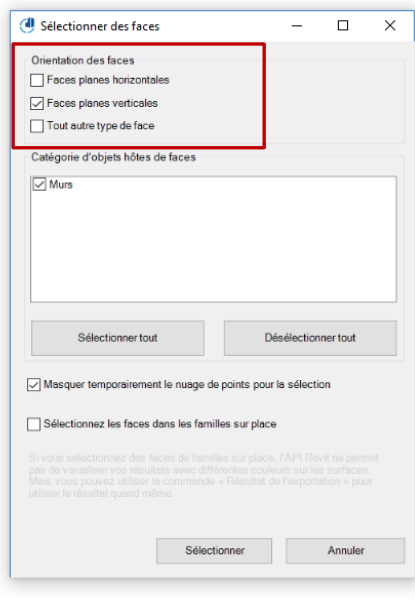 Sélectionner des faces
Orientation des faces
Faces planes horizontales
Faces planes verticales
Tout autre type de face
Catégorie d'objets hôtes de faces
Murs
Sélectionner tout
Désélectionner tout
Masquer temporairement le nuage de points pour la sélection
Sélectionnez les faces dans les familles sur place
Si vous sélectionnez des faces de familles sur place, l'API Revit ne permet
pas de visualiser vos résultats avec différentes couleurs sur les surfaces.
Mais vous pouvez utiliser la commande « Résultat de l'exportation » pour
utiliser le résultat quand même.
Sélectionner
Annuler